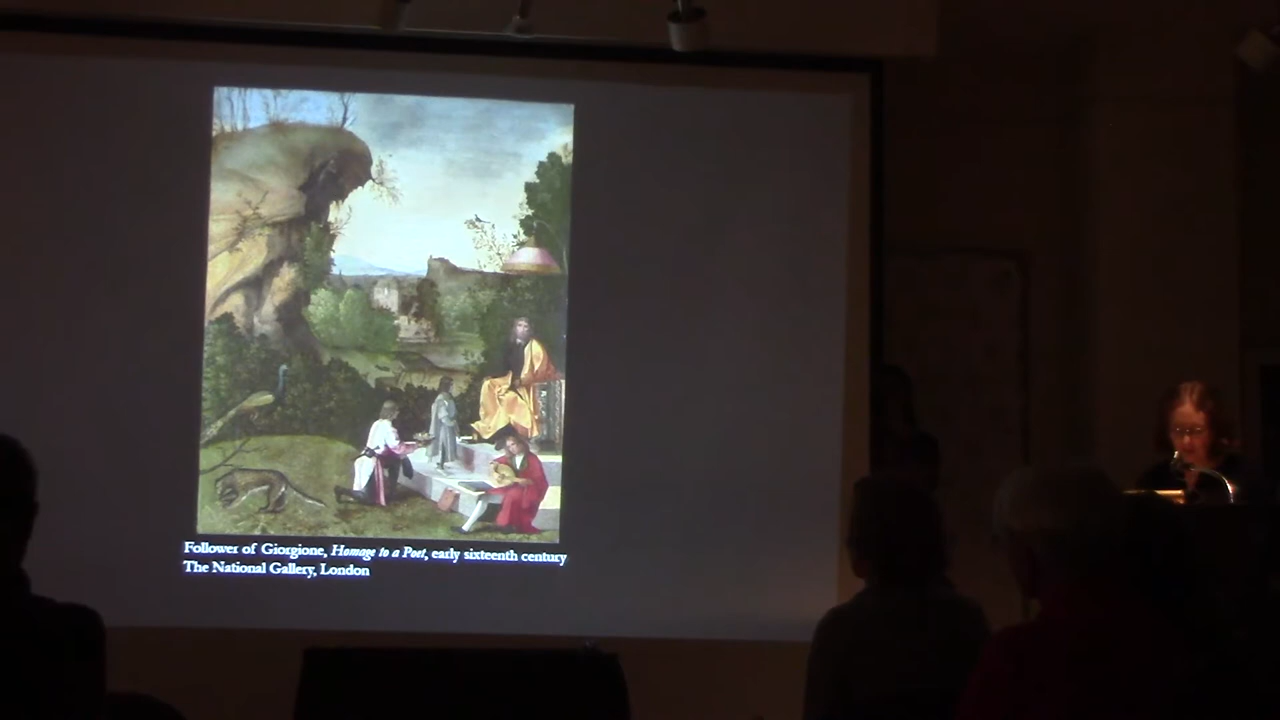 Follower of Giorgione, Homage to a Poet, early sixteenth century
The National Gallery, London